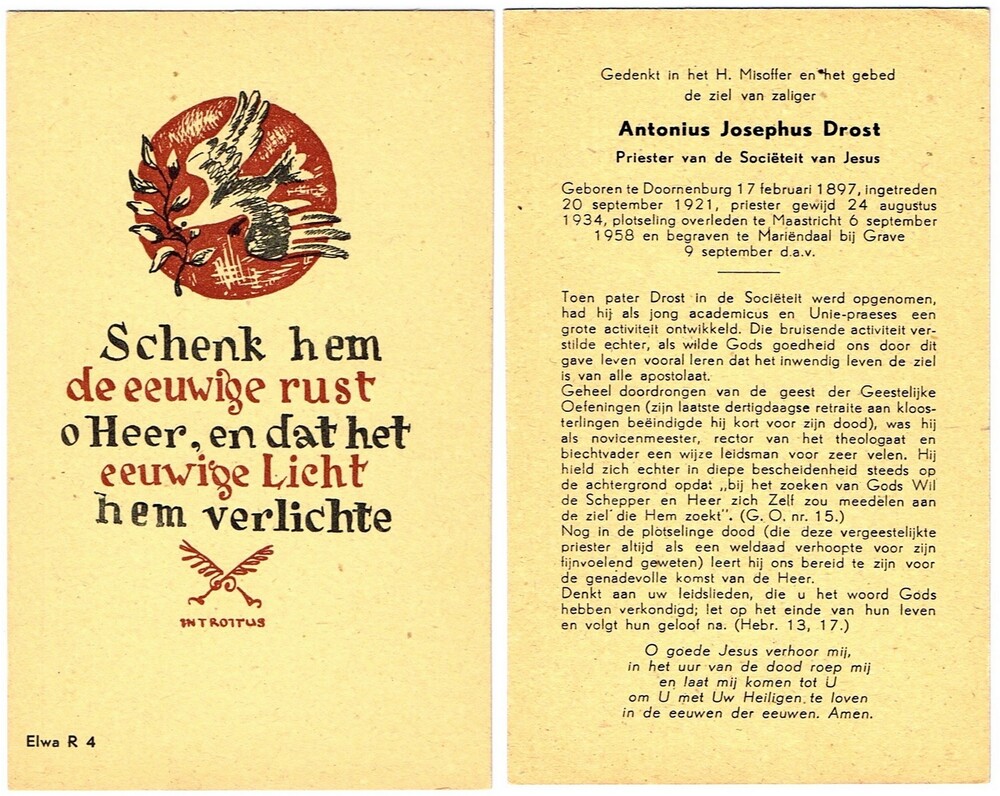 Schenk hem
de eeuwige rust
o Heer, en dat het
eeuwige Licht
hem verlichte
INTROITUS
Elwa R 4
Gedenkt in het H. Misoffer en het gebed
de ziel van zaliger
Antonius Josephus Drost
Priester van de Sociëteit van Jesus
Geboren te Doornenburg 17 februari 1897, ingetreden
20 september 1921, priester gewijd 24 augustus
1934, plotseling overleden te Maastricht 6 september
1958 en begraven te Mariëndaal bij Grave
9 september d.a.v.
Toen pater Drost in de Sociëteit werd opgenomen,
had hij als jong academicus en Unie-praeses een
grote activiteit ontwikkeld. Die bruisende activiteit ver-
stilde echter, als wilde Gods goedheid ons door dit
gave leven vooral leren dat het inwendig leven de ziel
is van alle apostolaat.
Geheel doordrongen van de geest der Geestelijke
Oefeningen (zijn laatste dertigdaagse retraite aan kloos-
terlingen beëindigde hij kort voor zijn dood), was hij
als novicenmeester, rector van het theologaat en
biechtvader een wijze leidsman voor zeer velen. Hij
hield zich echter in diepe bescheidenheid steeds op
de achtergrond opdat „bij het zoeken van Gods Wil
de Schepper en Heer zich Zelf zou meedelen aan
de ziel die Hem zoekt". (G. O. nr. 15.)
Nog in de plotselinge dood (die deze vergeestelijkte
priester altijd als een weldaad verhoopte voor zijn
fijnvoelend geweten) leert hij ons bereid te zijn voor
de genadevolle komst van de Heer.
Denkt aan uw leidslieden, die u het woord Gods
hebben verkondigd; let op het einde van hun leven
en volgt hun geloof na. (Hebr. 13, 17.)
O goede Jesus verhoor mij,
in het uur van de dood roep mij
en laat mij komen tot U
om U met Uw Heiligen te loven
in de eeuwen der eeuwen. Amen.